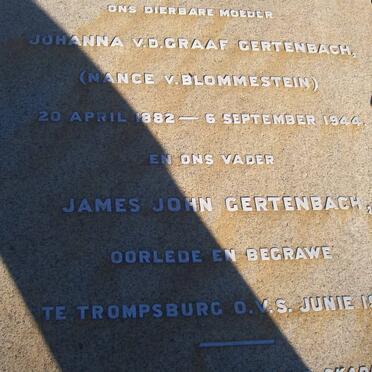 ONS DIERBARE MOEDER
JOHANNA V.D. GRAAF GERTENBACH,
(NANCE V. BLOMMESTEIN)
20 APRIL 1882 — 6 SEPTEMBER 1944,
EN ONS VADER
JAMES JOHN GERTENBACH,
OORLEDE EN BEGRAWE
TE TROMPSBURG O.V.S. JUNIE